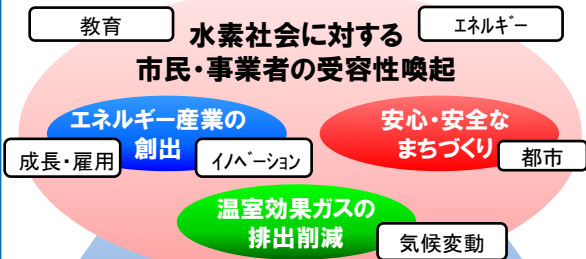 教育
エネルギー
水素社会に対する
市民・事業者の受容性喚起
エネルギー産業の
創出
成長・雇用
イノベーション
安心・安全な
まちづくり
都市
温室効果ガスの
排出削減
気候変動